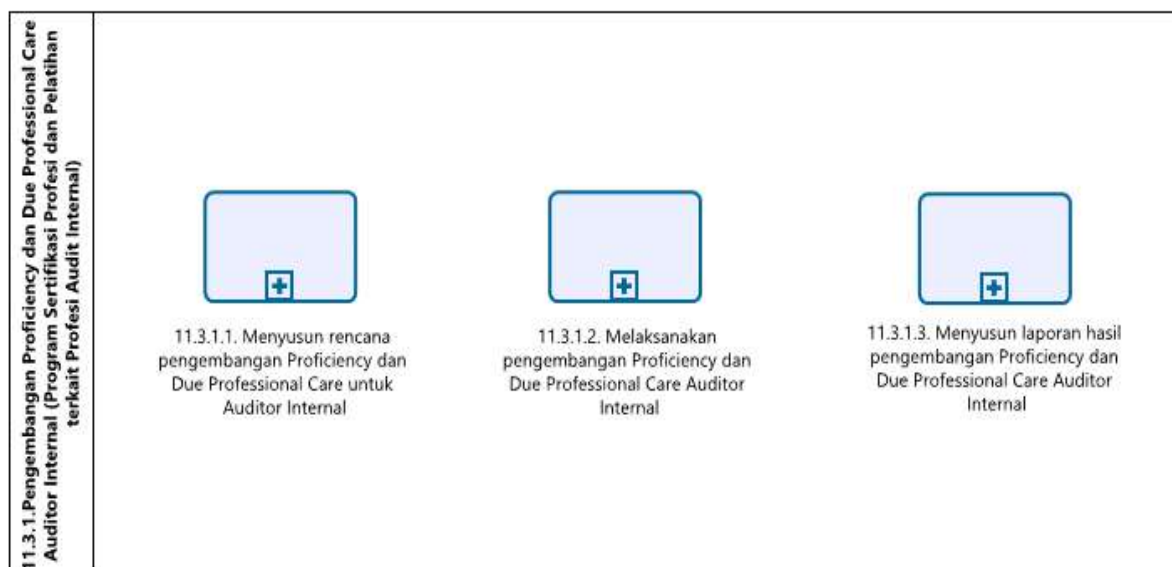 11.3.1.Pengembangan Proficiency dan Due Professional Care
Auditor Internal (Program Sertifikasi Profesi dan Pelatihan
terkait Profesi Audit Internal)
11.3.1.1. Menyusun rencana
pengembangan Proficiency dan
Due Professional Care untuk
Auditor Internal
11.3.1.2. Melaksanakan
pengembangan Proficiency dan
Due Professional Care Auditor
Internal
11.3.1.3. Menyusun laporan hasil
pengembangan Proficiency dan
Due Professional Care Auditor
Internal